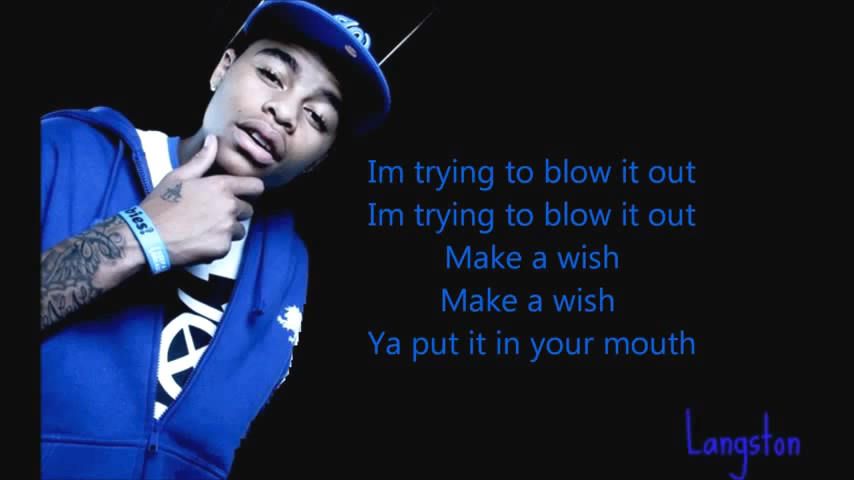 Im trying to blow it out
Im trying to blow it out
Make a wish
Make a wish
Ya put it in your mouth
Langston